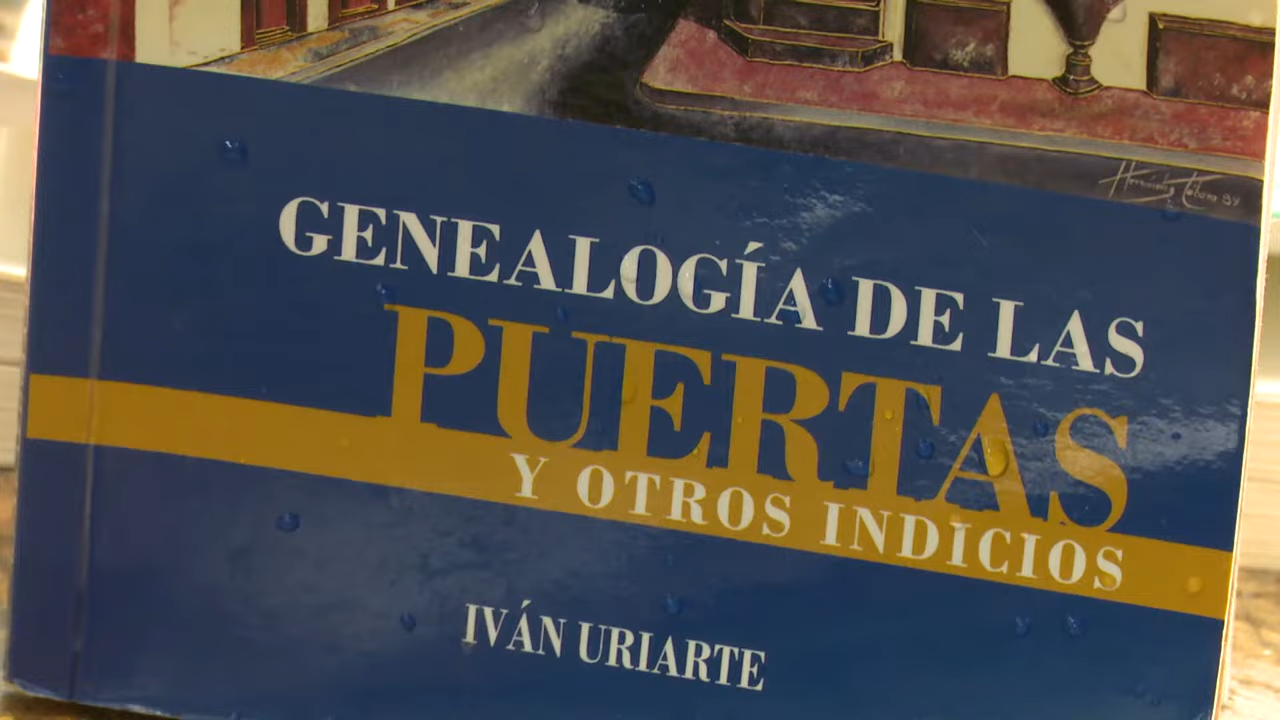 GENEALOGÍA DE LAS
PUERTAS
Y OTROS INDICIOS
IVÁN URIARTE